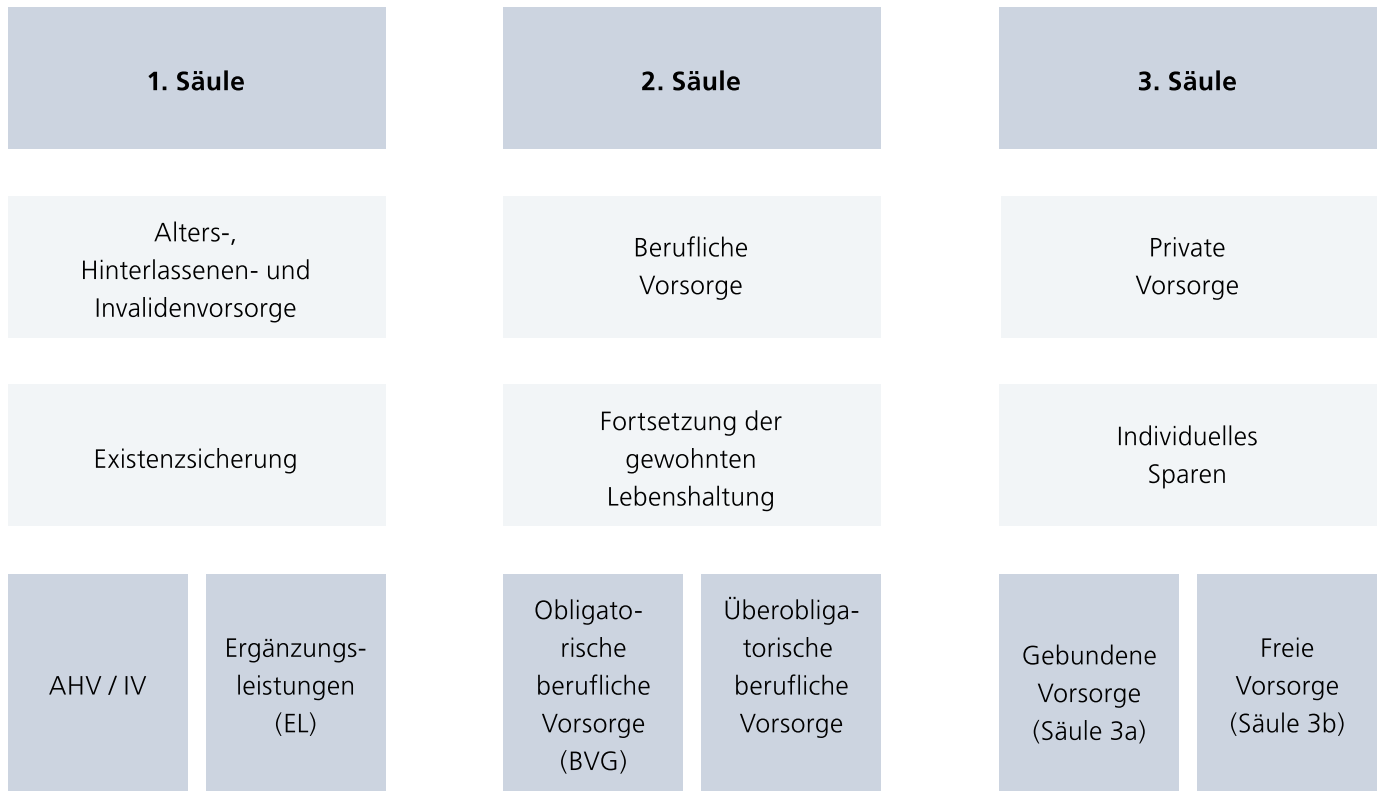 1. Säule
2. Säule
3. Säule
Alters-,
Hinterlassenen- und
Invalidenvorsorge
Berufliche
Vorsorge
Private
Vorsorge
Existenzsicherung
Fortsetzung der
gewohnten
Lebenshaltung
Individuelles
Sparen
AHV / IV
Ergänzungs-
leistungen
(EL)
Obligato-
rische
berufliche
Vorsorge
(BVG)
Überobliga-
torische
berufliche
Vorsorge
Gebundene
Vorsorge
(Säule 3a)
Freie
Vorsorge
(Säule 3b)